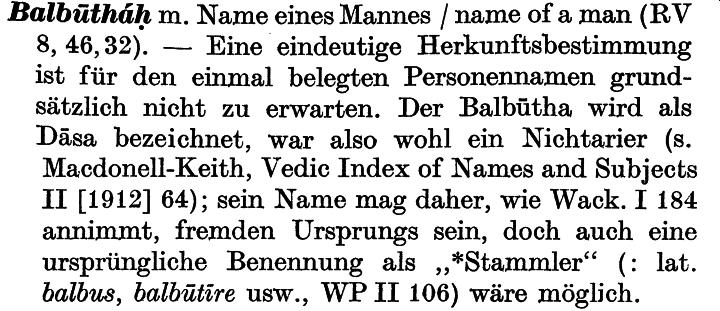 Balbūtháḥ m. Name eines Mannes / name of a man (RV
8, 46,32). — Eine eindeutige Herkunftsbestimmung
ist für den einmal belegten Personennamen grund-
sätzlich nicht zu erwarten. Der Balbūtha wird als
Dāsa bezeichnet, war also wohl ein Nichtarier (s.
Macdonell-Keith, Vedic Index of Names and Subjects
II [1912] 64); sein Name mag daher, wie Wack. I 184
annimmt, fremden Ursprungs sein, doch auch eine
ursprüngliche Benennung als „*Stammler“ (: lat.
balbus, balbūtīre usw., WP II 106) wäre möglich.